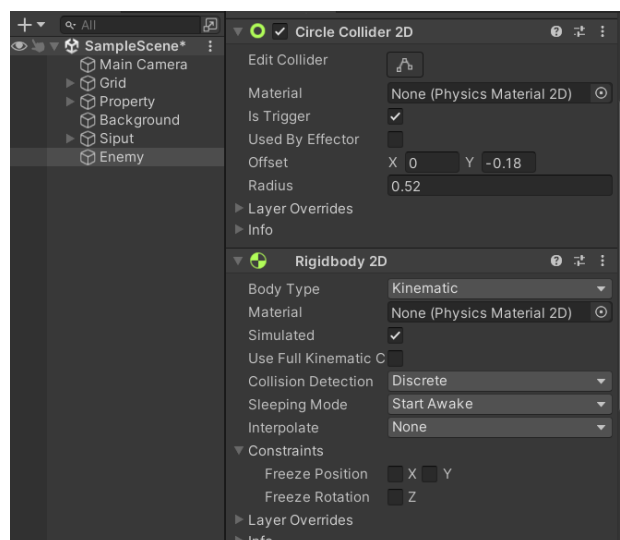 All
SampleScene*
Main Camera
Grid
Property
Background
Siput
Enemy
Circle Collider 2D
Edit Collider
Material None (Physics Material 2D)
Is Trigger
Used By Effector
Offset X 0 Y -0.18
Radius 0.52
Layer Overrides
Info
Rigidbody 2D
Body Type Kinematic
Material None (Physics Material 2D)
Simulated
Use Full Kinematic C
Collision Detection Discrete
Sleeping Mode Start Awake
Interpolate None
Constraints
Freeze Position X Y
Freeze Rotation Z
Layer Overrides